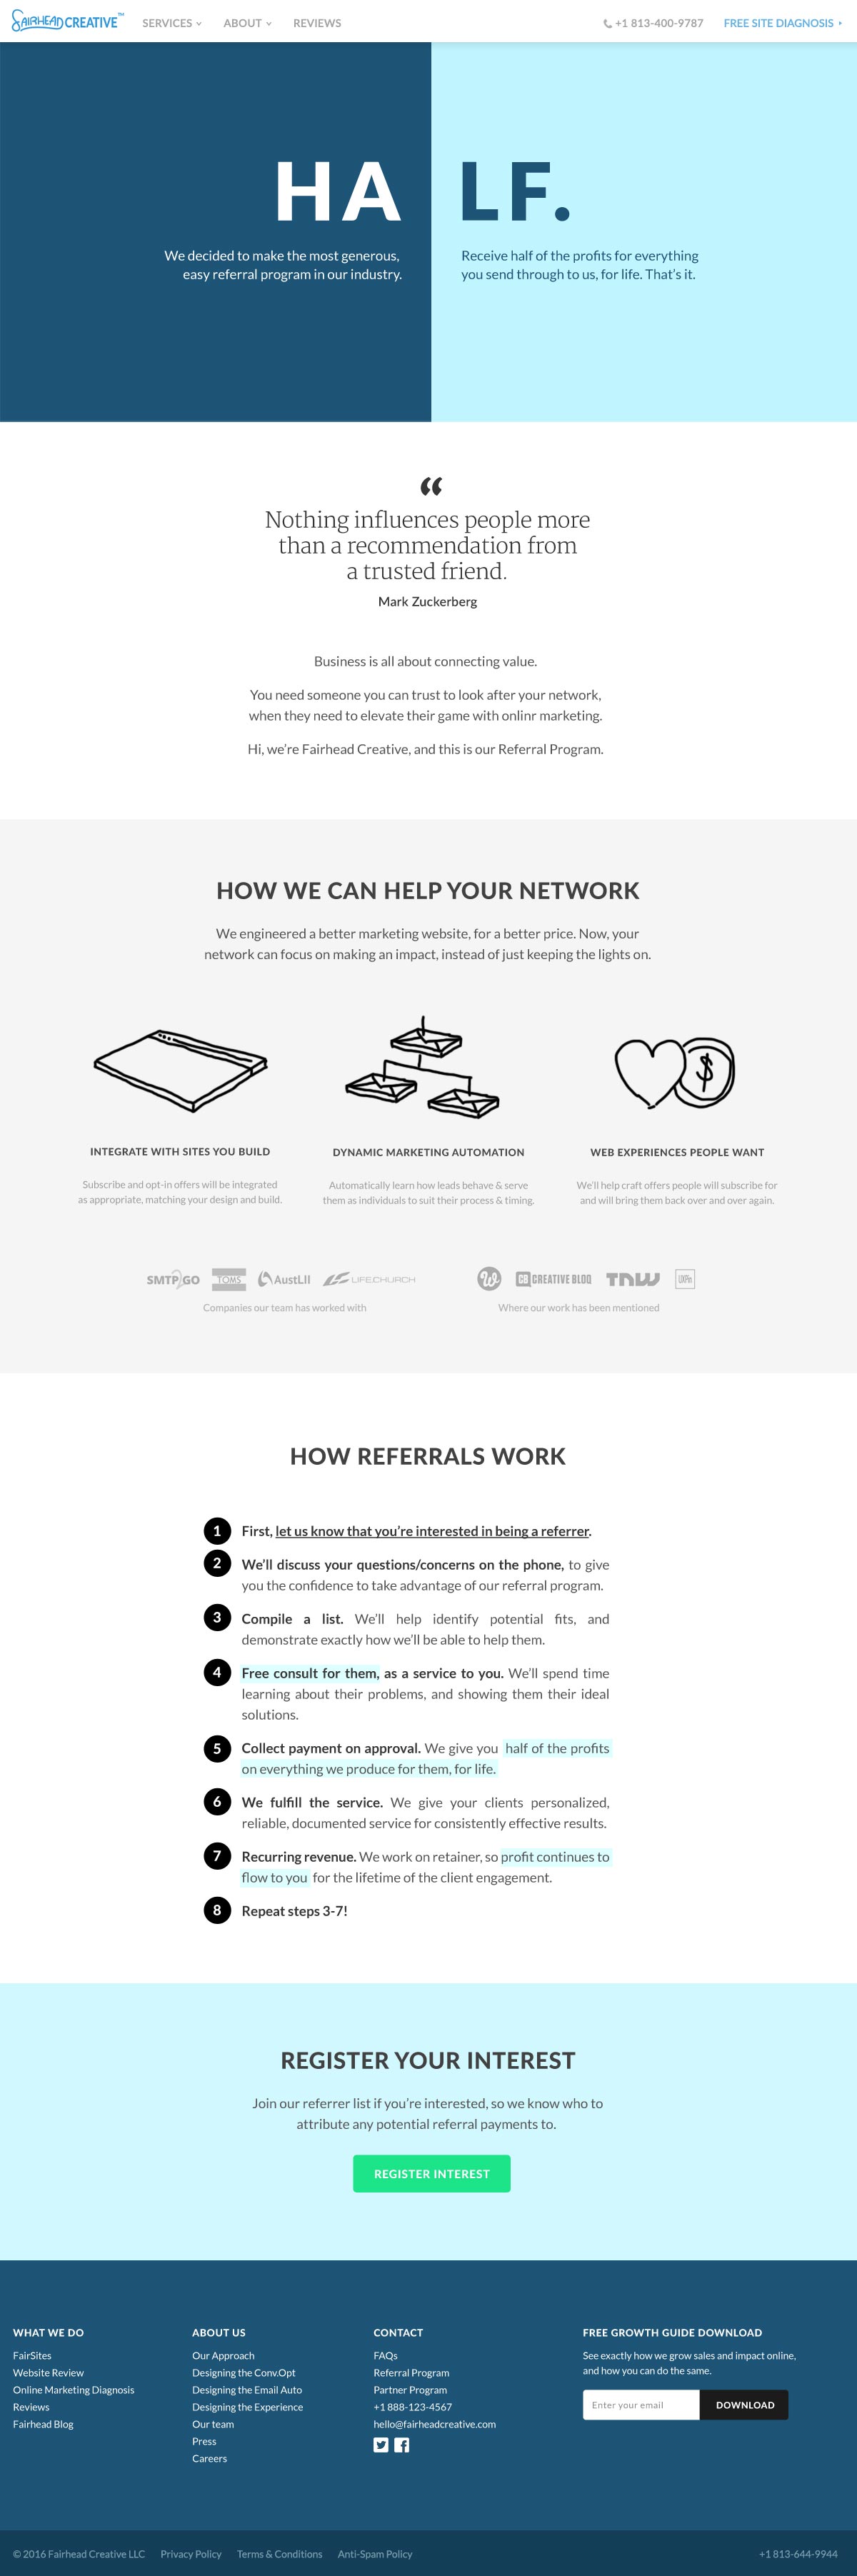 FAIRHEAD CREATIVE™
SERVICES
ABOUT
REVIEWS
+1 813-400-9787
FREE SITE DIAGNOSIS
HA LF.
We decided to make the most generous,
easy referral program in our industry.
Receive half of the profits for everything
you send through to us, for life. That’s it.
“
Nothing influences people more
than a recommendation from
a trusted friend.
Mark Zuckerberg
Business is all about connecting value.
You need someone you can trust to look after your network,
when they need to elevate their game with onlinr marketing.
Hi, we’re Fairhead Creative, and this is our Referral Program.
HOW WE CAN HELP YOUR NETWORK
We engineered a better marketing website, for a better price. Now, your
network can focus on making an impact, instead of just keeping the lights on.
$
INTEGRATE WITH SITES YOU BUILD
Subscribe and opt-in offers will be integrated
as appropriate, matching your design and build.
DYNAMIC MARKETING AUTOMATION
Automatically learn how leads behave & serve
them as individuals to suit their process & timing.
WEB EXPERIENCES PEOPLE WANT
We’ll help craft offers people will subscribe for
and will bring them back over and over again.
SMTP2GO
TOMS
AustLII
LIFE.CHURCH
Companies our team has worked with
W
CB CREATIVE BLOQ
TNW
UXPin
Where our work has been mentioned
HOW REFERRALS WORK
1 First, let us know that you’re interested in being a referrer.
2 We’ll discuss your questions/concerns on the phone, to give
you the confidence to take advantage of our referral program.
3 Compile a list. We’ll help identify potential fits, and
demonstrate exactly how we’ll be able to help them.
4 Free consult for them, as a service to you. We’ll spend time
learning about their problems, and showing them their ideal
solutions.
5 Collect payment on approval. We give you half of the profits
on everything we produce for them, for life.
6 We fulfill the service. We give your clients personalized,
reliable, documented service for consistently effective results.
7 Recurring revenue. We work on retainer, so profit continues to
flow to you for the lifetime of the client engagement.
8 Repeat steps 3-7!
REGISTER YOUR INTEREST
Join our referrer list if you’re interested, so we know who to
attribute any potential referral payments to.
REGISTER INTEREST
WHAT WE DO
FairSites
Website Review
Online Marketing Diagnosis
Reviews
Fairhead Blog
ABOUT US
Our Approach
Designing the Conv.Opt
Designing the Email Auto
Designing the Experience
Our team
Press
Careers
CONTACT
FAQs
Referral Program
Partner Program
+1 888-123-4567
hello@fairheadcreative.com
FREE GROWTH GUIDE DOWNLOAD
See exactly how we grow sales and impact online,
and how you can do the same.
Enter your email
DOWNLOAD
© 2016 Fairhead Creative LLC
Privacy Policy
Terms & Conditions
Anti-Spam Policy
+1 813-644-9944